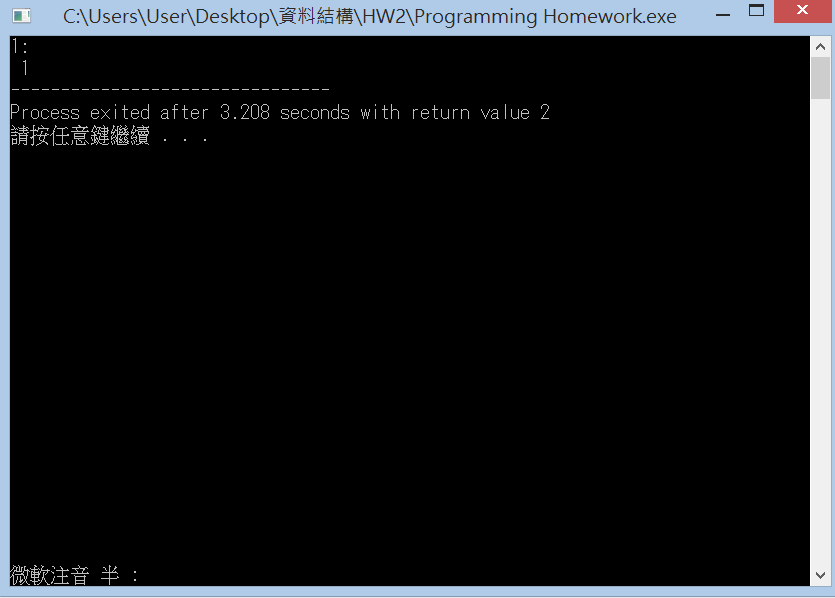 C:\Users\User\Desktop\資料結構\HW2\Programming Homework.exe
1:
 1
--------------------------------
Process exited after 3.208 seconds with return value 2
請按任意鍵繼續 . . .
微軟注音 半 :